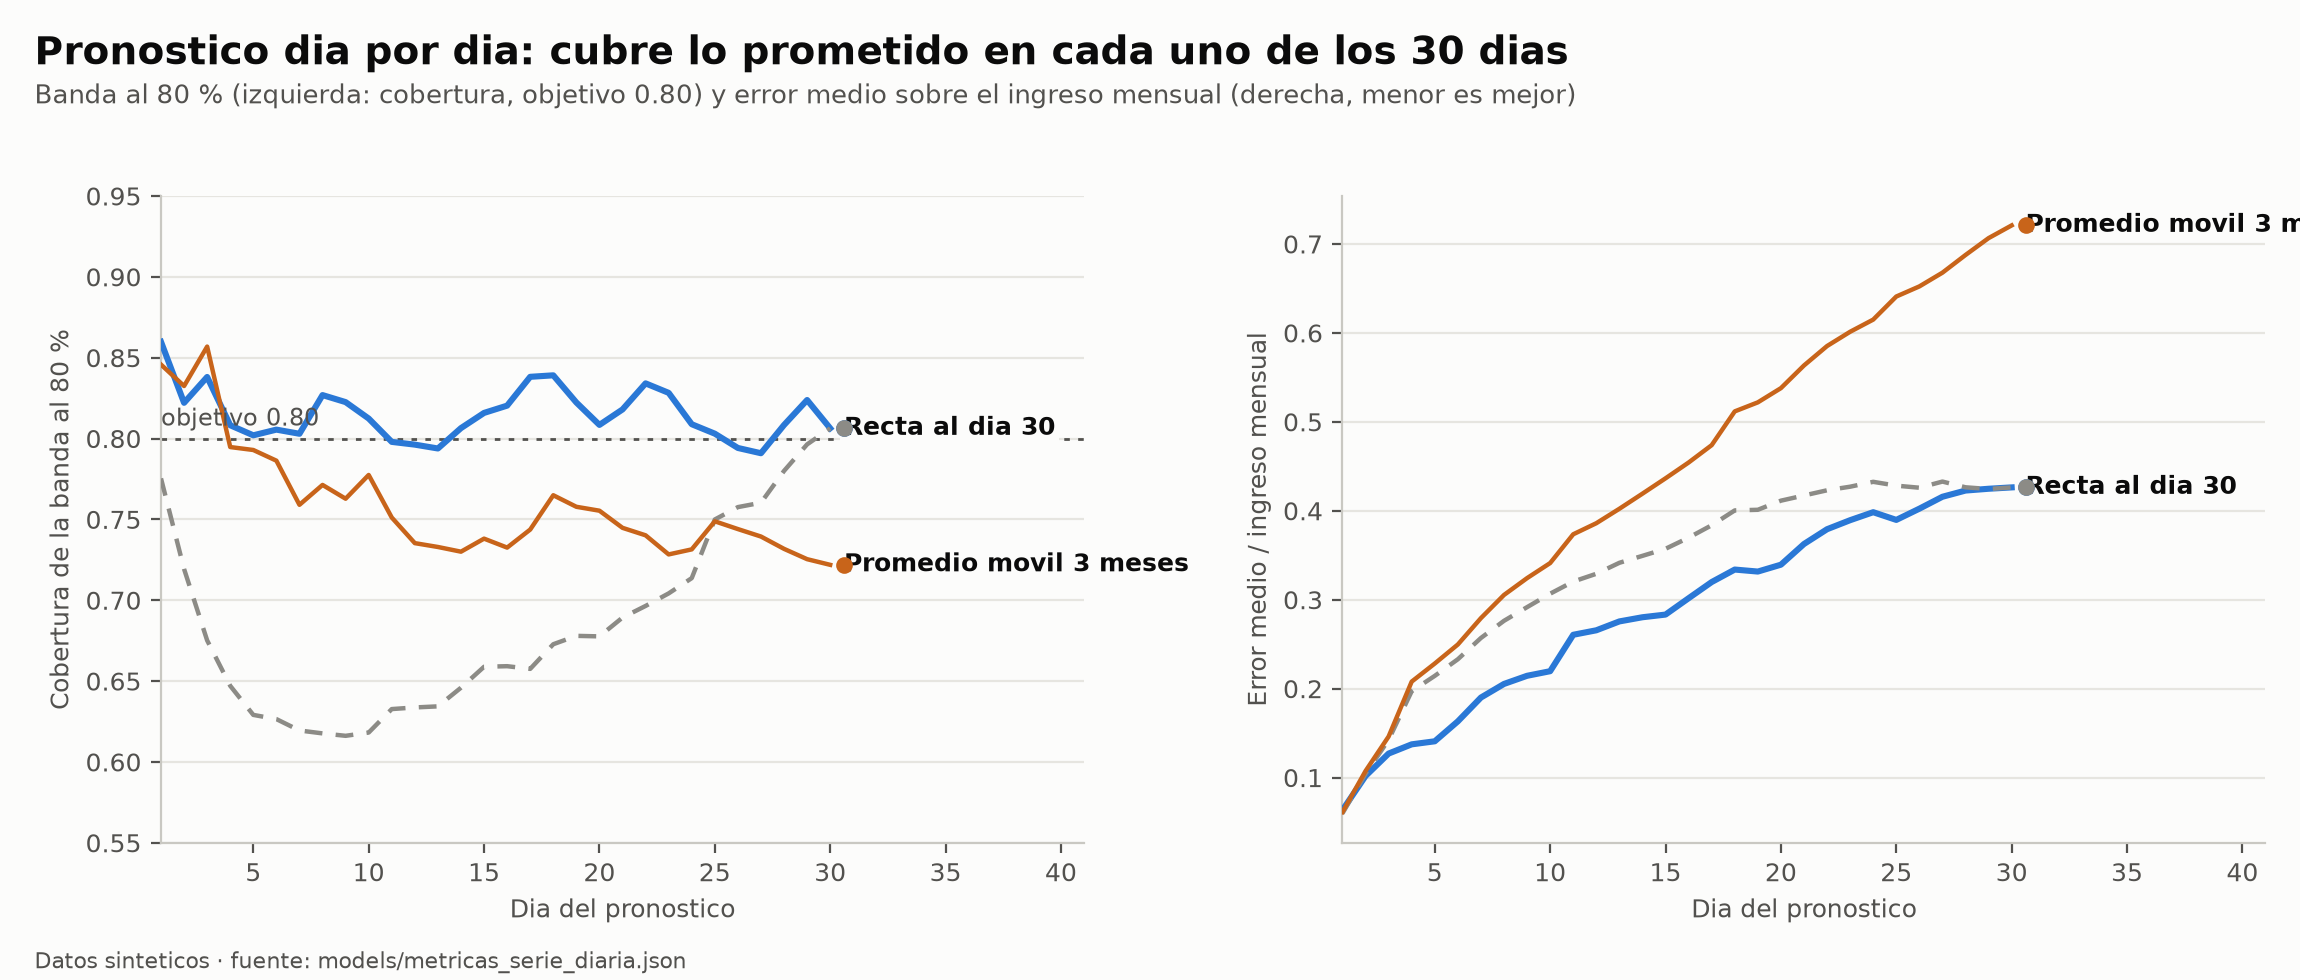 Pronostico dia por dia: cubre lo prometido en cada uno de los 30 dias
Banda al 80 % (izquierda: cobertura, objetivo 0.80) y error medio sobre el ingreso mensual (derecha, menor es mejor)
Cobertura de la banda al 80 %
0.95
0.90
0.85
0.80
0.75
0.70
0.65
0.60
0.55
objetivo 0.80
Recta al dia 30
Promedio movil 3 meses
5 10 15 20 25 30 35 40
Dia del pronostico
Error medio / ingreso mensual
0.7
0.6
0.5
0.4
0.3
0.2
0.1
Promedio movil 3 m
Recta al dia 30
5 10 15 20 25 30 35 40
Dia del pronostico
Datos sinteticos · fuente: models/metricas_serie_diaria.json